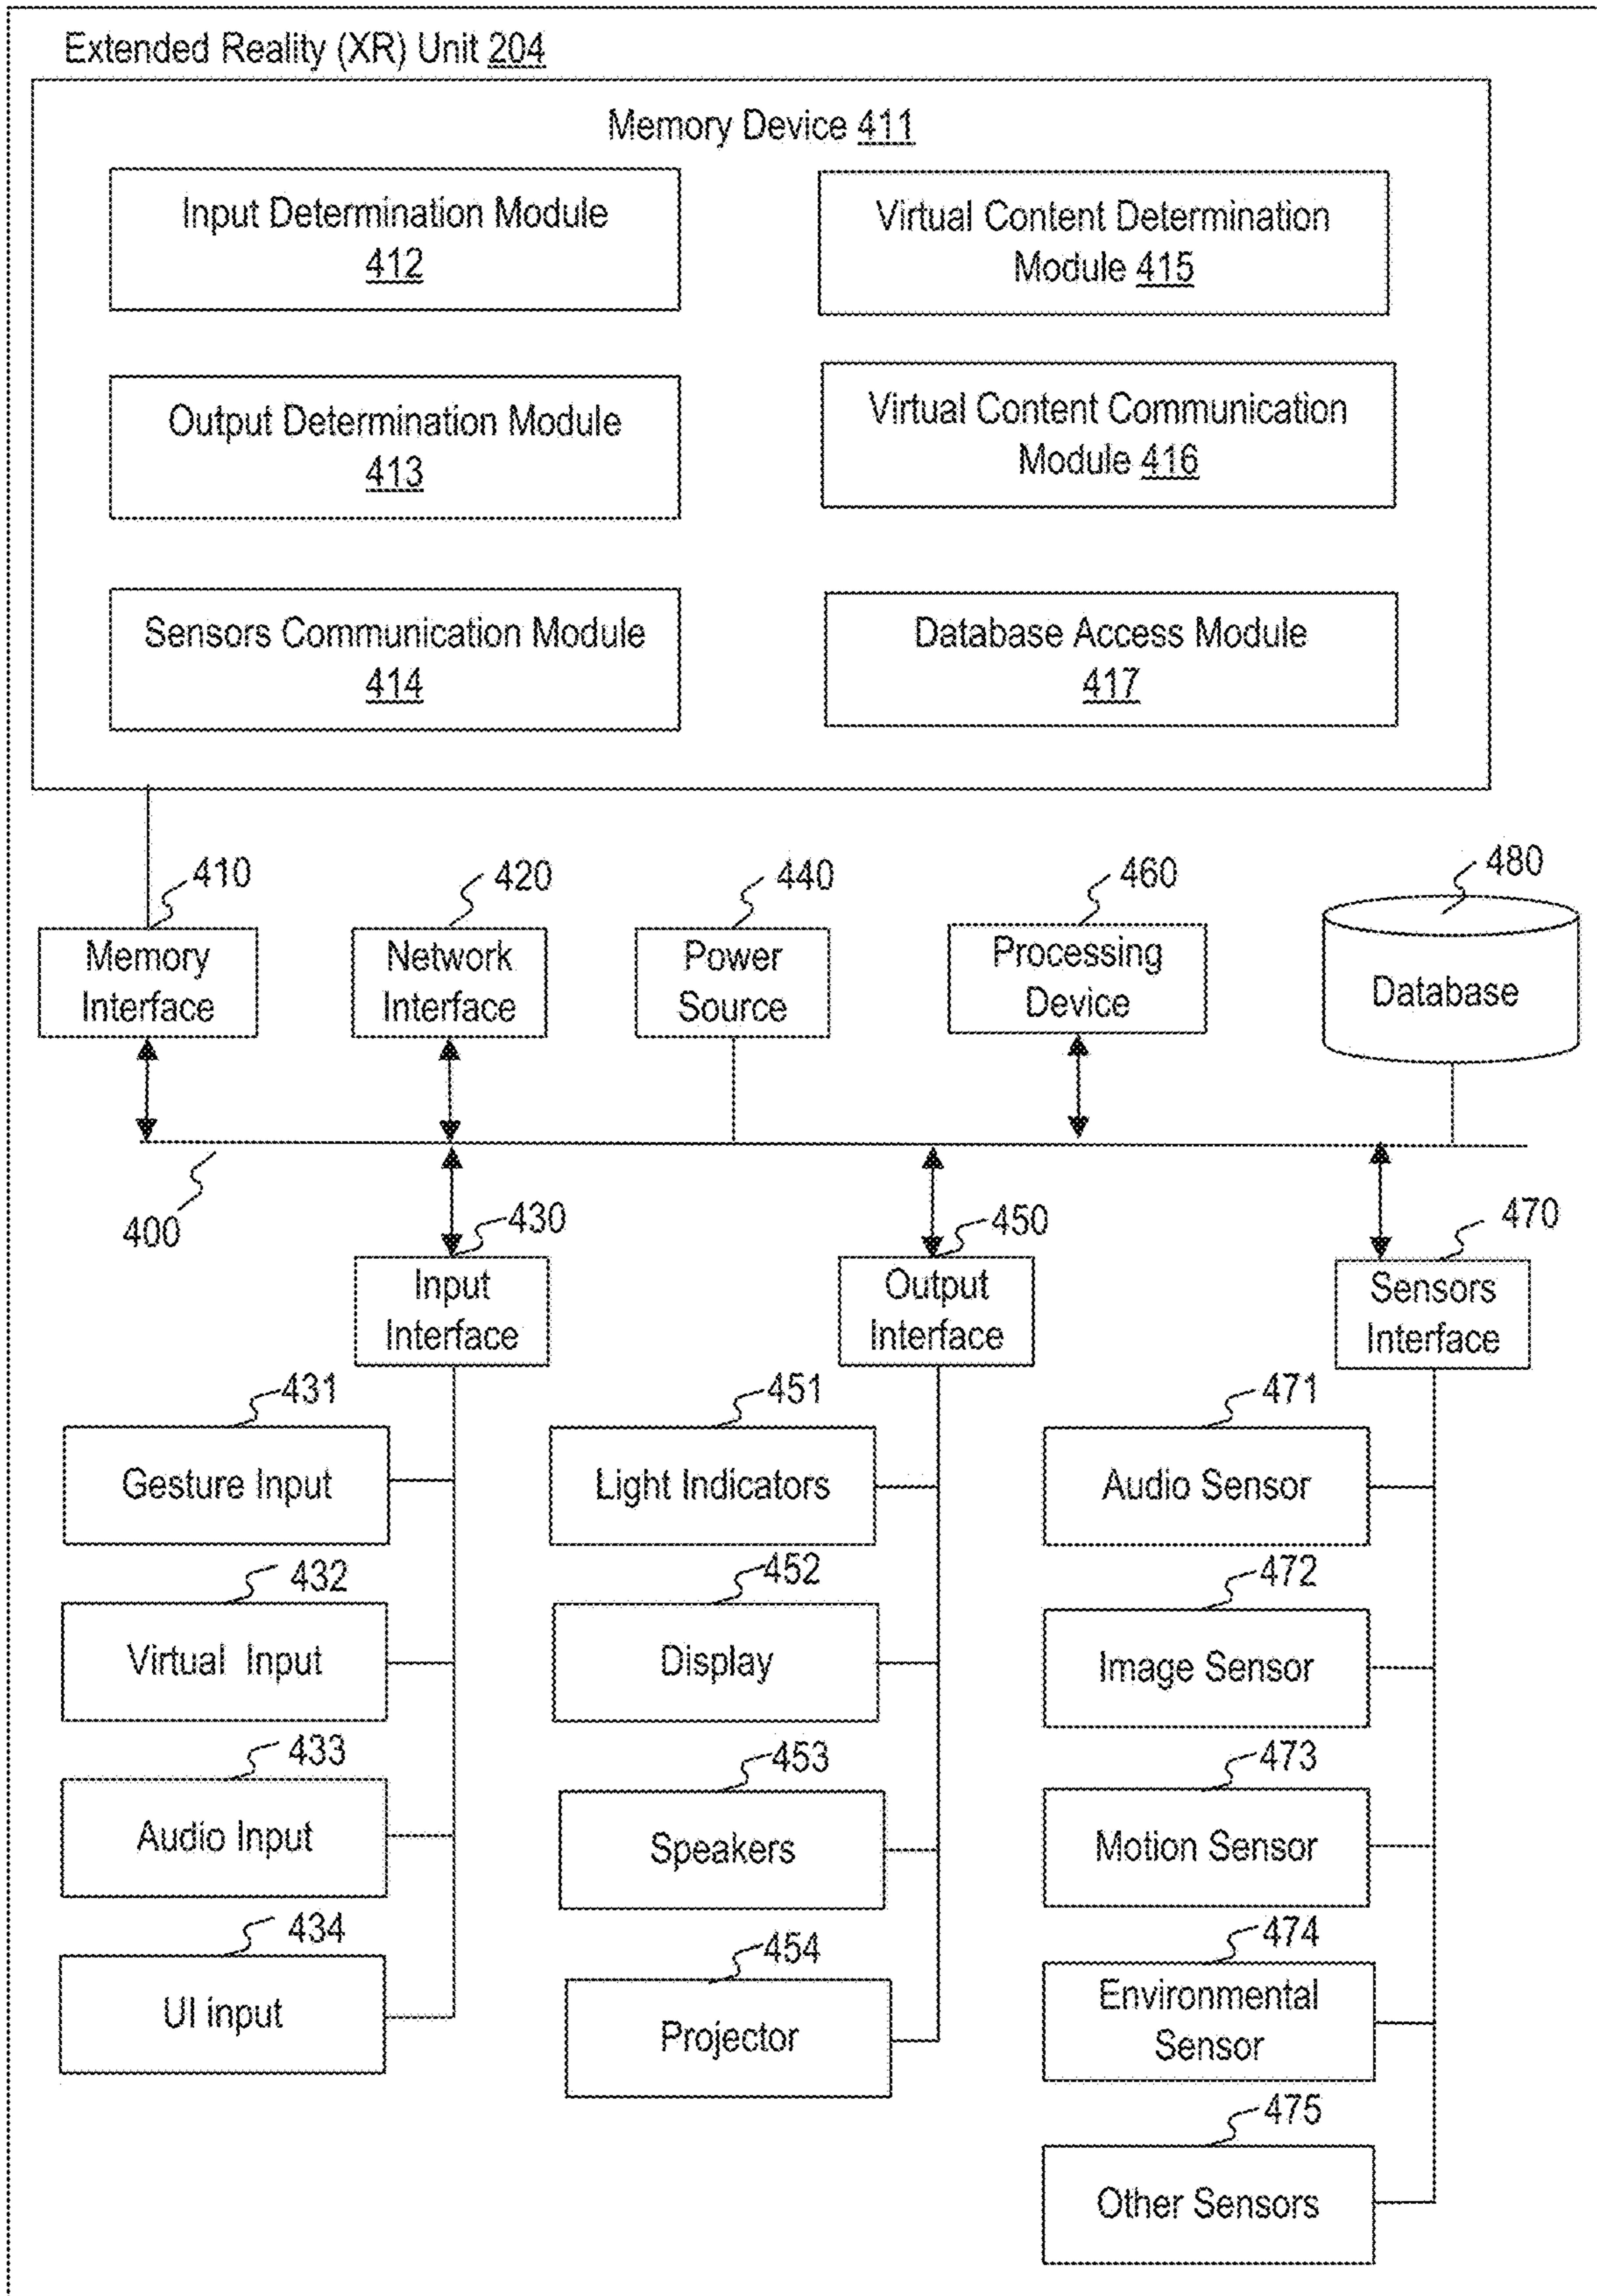 Extended Reality (XR) Unit 204
Memory Device 411
Input Determination Module
412
Virtual Content Determination
Module 415
Output Determination Module
413
Virtual Content Communication
Module 416
Sensors Communication Module
414
Database Access Module
417
410
420
440
460
480
Memory
Interface
Network
Interface
Power
Source
Processing
Device
Database
400
430
450
470
Input
Interface
Output
Interface
Sensors
Interface
431
Gesture Input
432
Virtual Input
433
Audio Input
434
UI input
451
Light Indicators
452
Display
453
Speakers
454
Projector
471
Audio Sensor
472
Image Sensor
473
Motion Sensor
474
Environmental
Sensor
475
Other Sensors